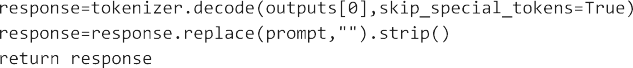 response=tokenizer.decode(outputs[0],skip_special_tokens=True)
response=response.replace(prompt,"").strip()
return response